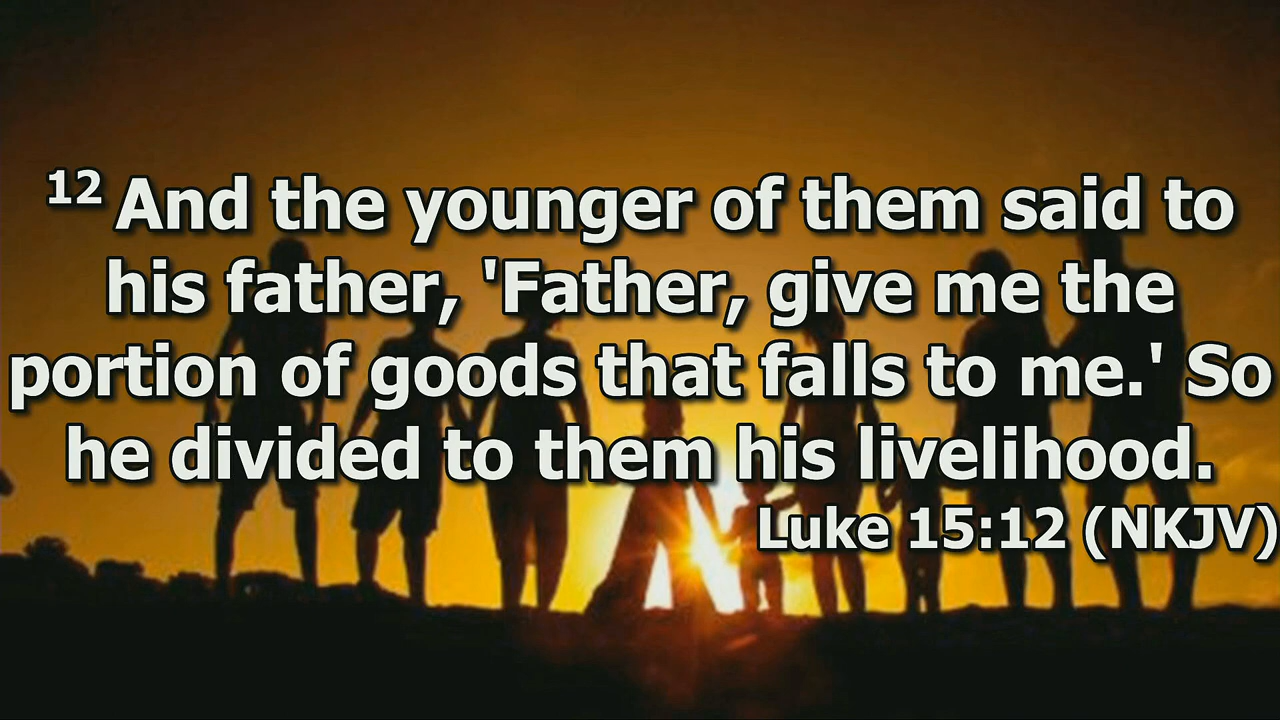 12 And the younger of them said to
his father, 'Father, give me the
portion of goods that falls to me.' So
he divided to them his livelihood.
Luke 15:12 (NKJV)